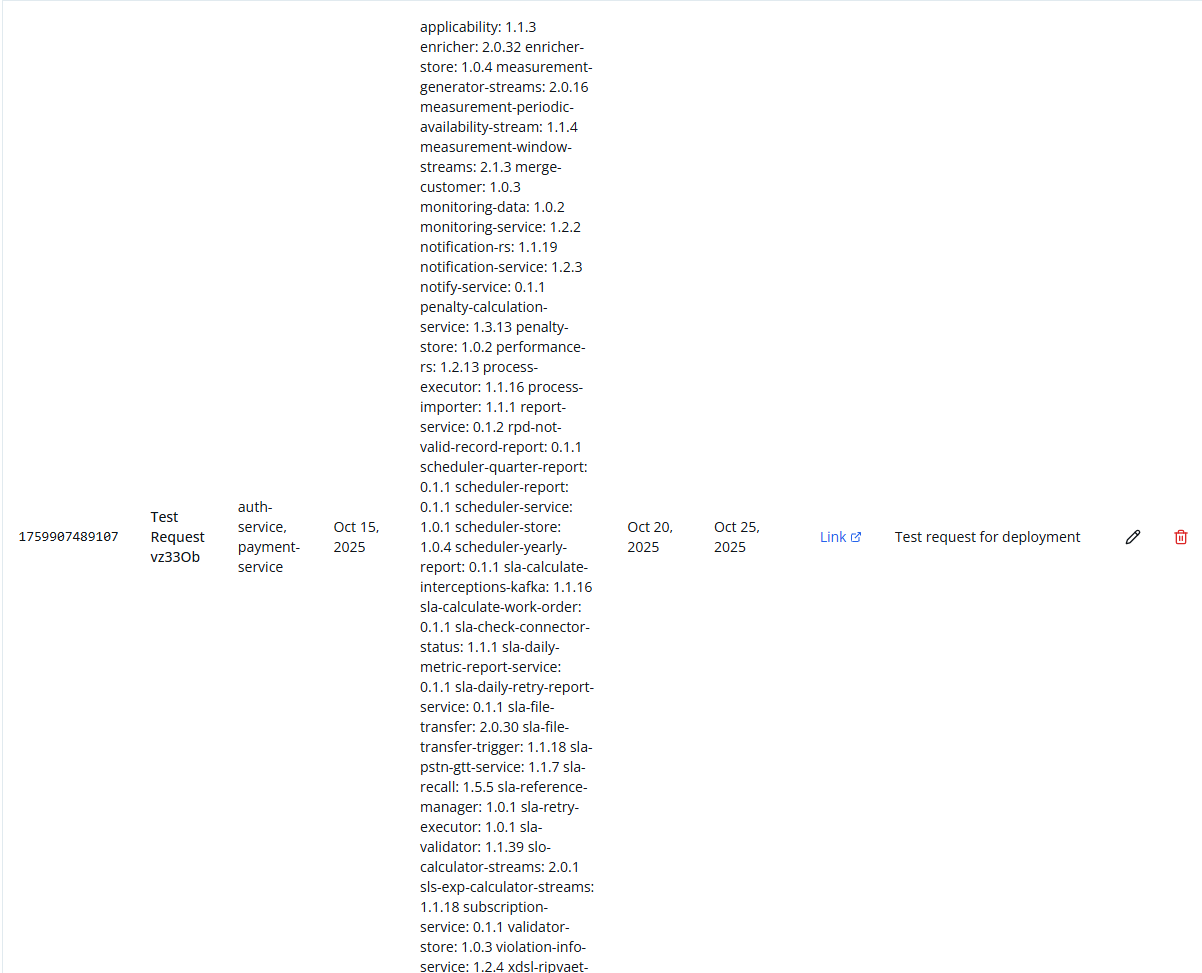 applicability: 1.1.3
enricher: 2.0.32 enricher-
store: 1.0.4 measurement-
generator-streams: 2.0.16
measurement-periodic-
availability-stream: 1.1.4
measurement-window-
streams: 2.1.3 merge-
customer: 1.0.3
monitoring-data: 1.0.2
monitoring-service: 1.2.2
notification-rs: 1.1.19
notification-service: 1.2.3
notify-service: 0.1.1
penalty-calculation-
service: 1.3.13 penalty-
store: 1.0.2 performance-
rs: 1.2.13 process-
executor: 1.1.16 process-
importer: 1.1.1 report-
service: 0.1.2 rpd-not-
valid-record-report: 0.1.1
scheduler-quarter-report:
0.1.1 scheduler-report:
0.1.1 scheduler-service:
1.0.1 scheduler-store:
1.0.4 scheduler-yearly-
report: 0.1.1 sla-calculate-
interceptions-kafka: 1.1.16
sla-calculate-work-order:
0.1.1 sla-check-connector-
status: 1.1.1 sla-daily-
metric-report-service:
0.1.1 sla-daily-retry-report-
service: 0.1.1 sla-file-
transfer: 2.0.30 sla-file-
transfer-trigger: 1.1.18 sla-
pstn-gtt-service: 1.1.7 sla-
recall: 1.5.5 sla-reference-
manager: 1.0.1 sla-retry-
executor: 1.0.1 sla-
validator: 1.1.39 slo-
calculator-streams: 2.0.1
sls-exp-calculator-streams:
1.1.18 subscription-
service: 0.1.1 validator-
store: 1.0.3 violation-info-
service: 1.2.4 xdsl-ripvaet-
1759907489107
Test
Request
vz33Ob
auth-
service,
payment-
service
Oct 15,
2025
Oct 20,
2025
Oct 25,
2025
Link
Test request for deployment